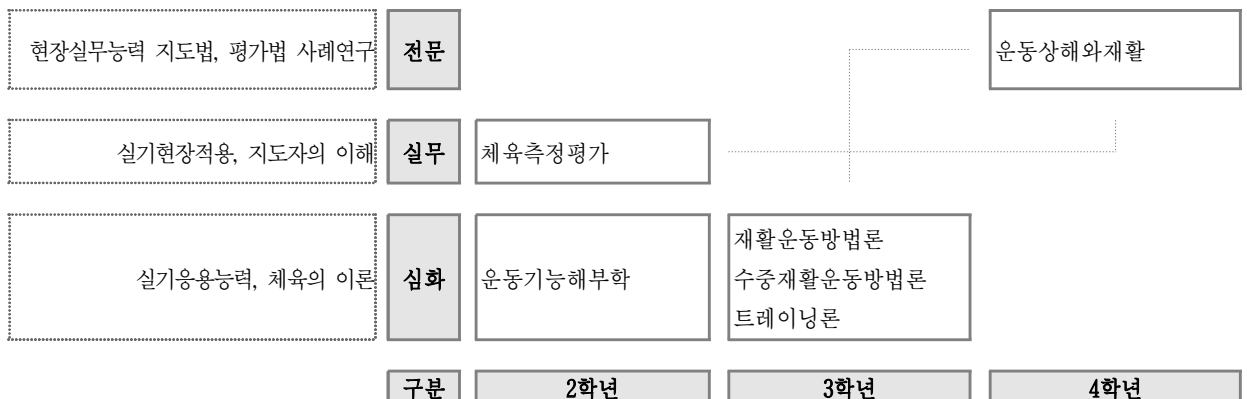 현장실무능력 지도법, 평가법 사례연구 전문 운동상해와재활
실기현장적용, 지도자의 이해 실무 체육측정평가
재활운동방법론
실기응용능력, 체육의 이론 심화 운동기능해부학 수중재활운동방법론
트레이닝론
구분 2학년 3학년 4학년